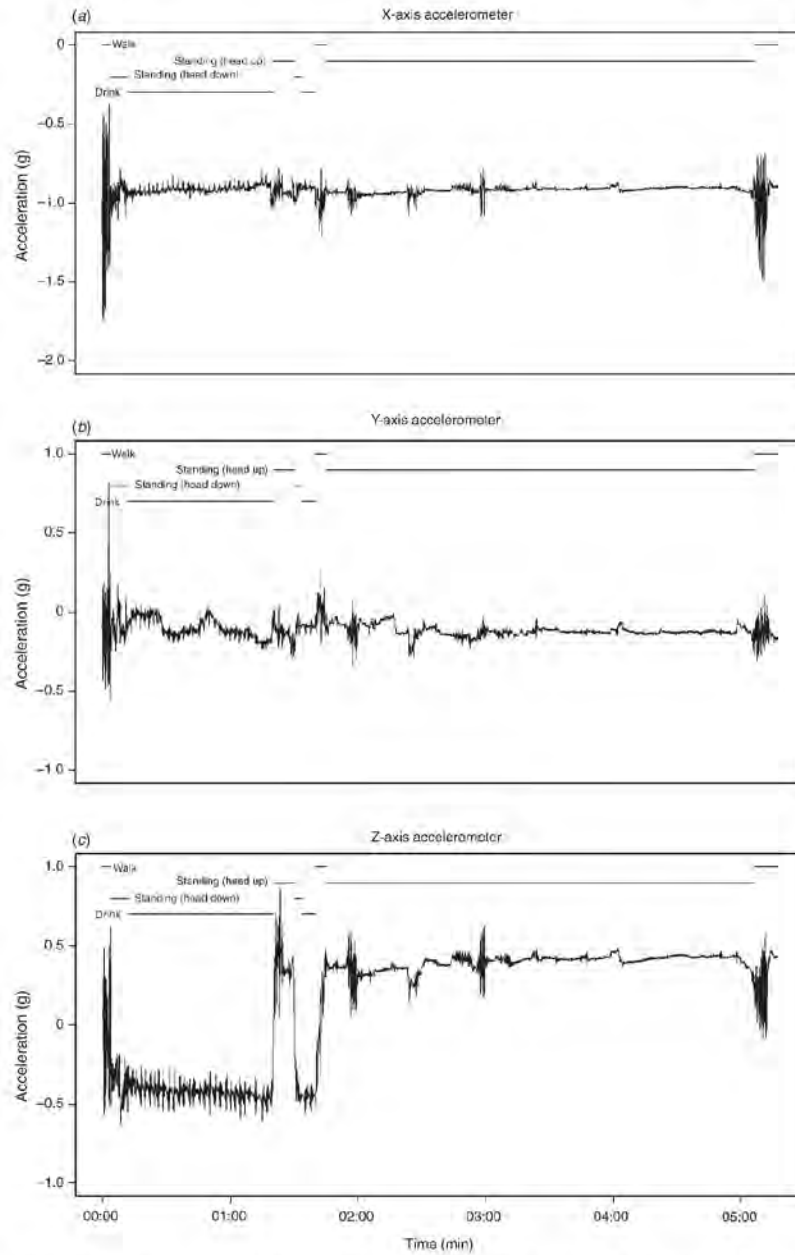 (a)
X-axis accelerometer
0
Walk
Standing (head up)
Standing (head down)
Drink
−0.5
−1.0
−1.5
−2.0
Acceleration (g)
(b)
Y-axis accelerometer
1.0
Walk
Standing (head up)
Standing (head down)
Drink
0.5
0
−0.5
−1.0
Acceleration (g)
(c)
Z-axis accelerometer
1.0
Walk
Standing (head up)
Standing (head down)
Drink
0.5
0
−0.5
−1.0
Acceleration (g)
00:00 01:00 02:00 03:00 04:00 05:00
Time (min)